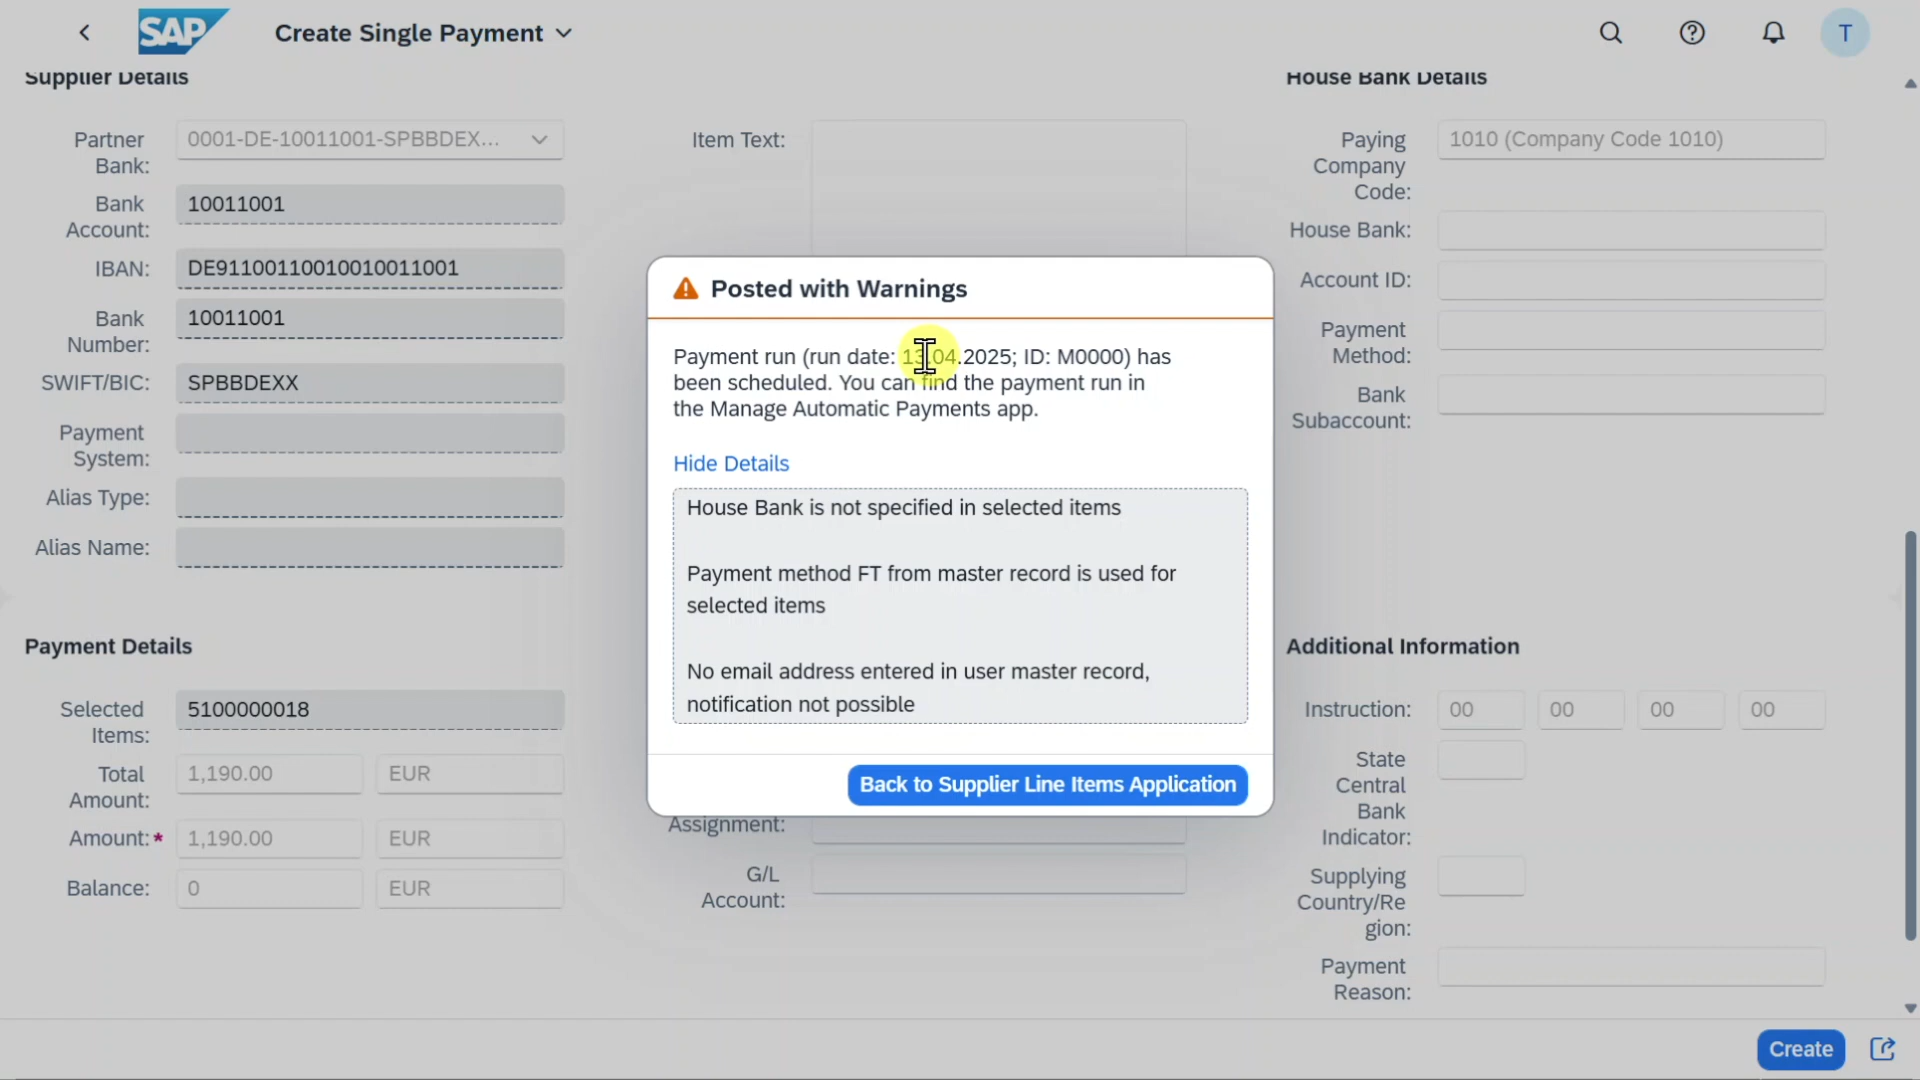 SAP
Create Single Payment
T
Supplier Details
Partner
Bank:
0001-DE-10011001-SPBBDEX...
Bank
Account:
10011001
IBAN:
DE91100110010010011001
Bank
Number:
10011001
SWIFT/BIC:
SPBBDEXX
Payment
System:
Alias Type:
Alias Name:
Item Text:
House Bank Details
Paying
Company
Code:
1010 (Company Code 1010)
House Bank:
Account ID:
Payment
Method:
Bank
Subaccount:
Posted with Warnings
Payment run (run date: 13.04.2025; ID: M0000) has
been scheduled. You can find the payment run in
the Manage Automatic Payments app.
Hide Details
House Bank is not specified in selected items
Payment method FT from master record is used for
selected items
No email address entered in user master record,
notification not possible
Back to Supplier Line Items Application
Payment Details
Selected
Items:
5100000018
Total
Amount:
1,190.00 EUR
Amount:* 1,190.00 EUR
Balance: 0 EUR
Assignment:
G/L
Account:
Additional Information
Instruction: 00 00 00 00
State
Central
Bank
Indicator:
Supplying
Country/Re
gion:
Payment
Reason:
Create